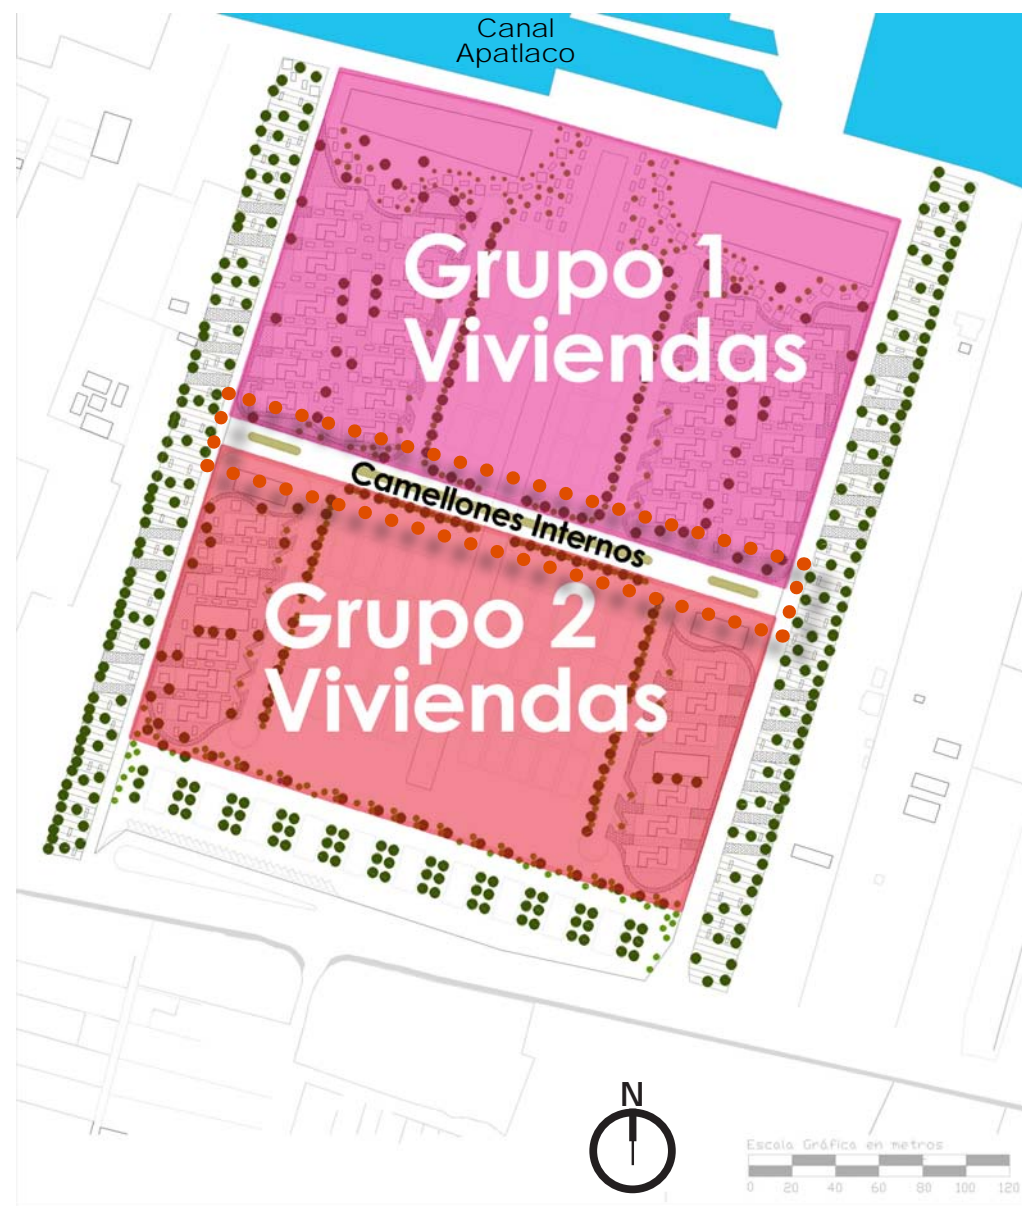 Canal
Apatlaco
Grupo 1
Viviendas
Camellones Internos
Grupo 2
Viviendas
N
Escala Gráfica en metros
0 20 40 60 80 100 120